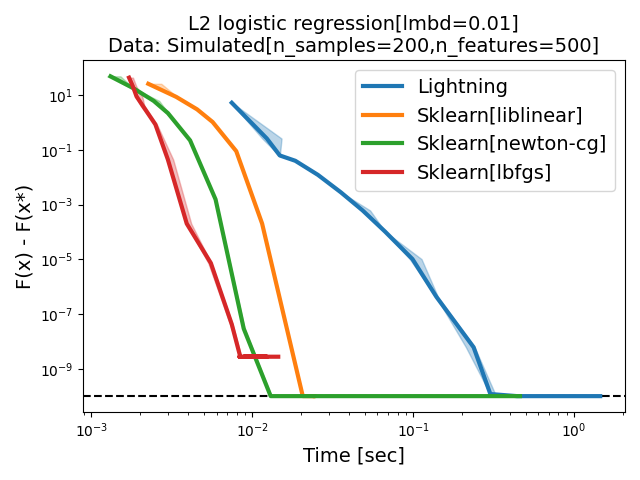 L2 logistic regression[lmbd=0.01]
Data: Simulated[n_samples=200,n_features=500]
F(x) - F(x*)
10^1
10^-1
10^-3
10^-5
10^-7
10^-9
Lightning
Sklearn[liblinear]
Sklearn[newton-cg]
Sklearn[lbfgs]
10^-3 10^-2 10^-1 10^0
Time [sec]